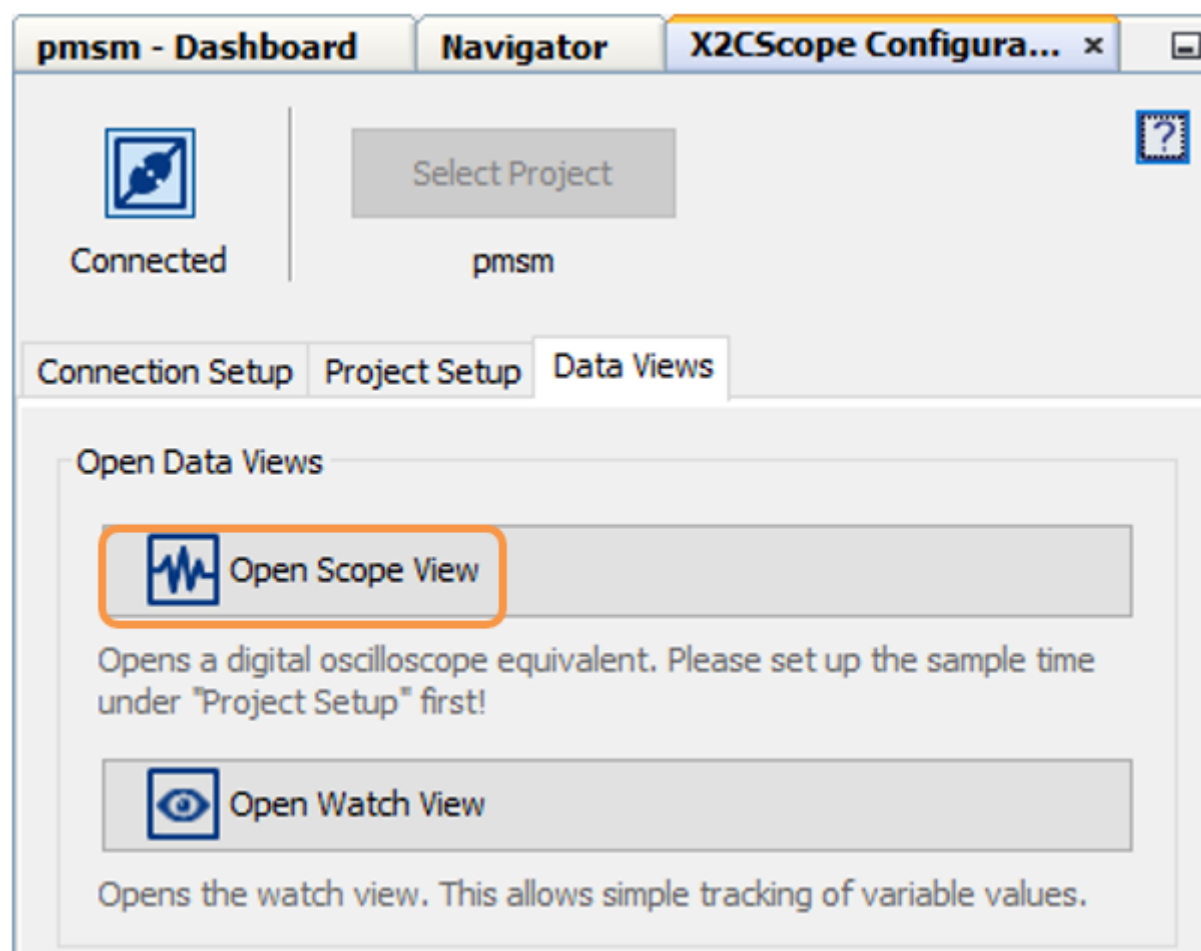 pmsm - Dashboard Navigator X2CScope Configura... ×
?
Select Project
Connected pmsm
Connection Setup Project Setup Data Views
Open Data Views
Open Scope View
Opens a digital oscilloscope equivalent. Please set up the sample time
under "Project Setup" first!
Open Watch View
Opens the watch view. This allows simple tracking of variable values.